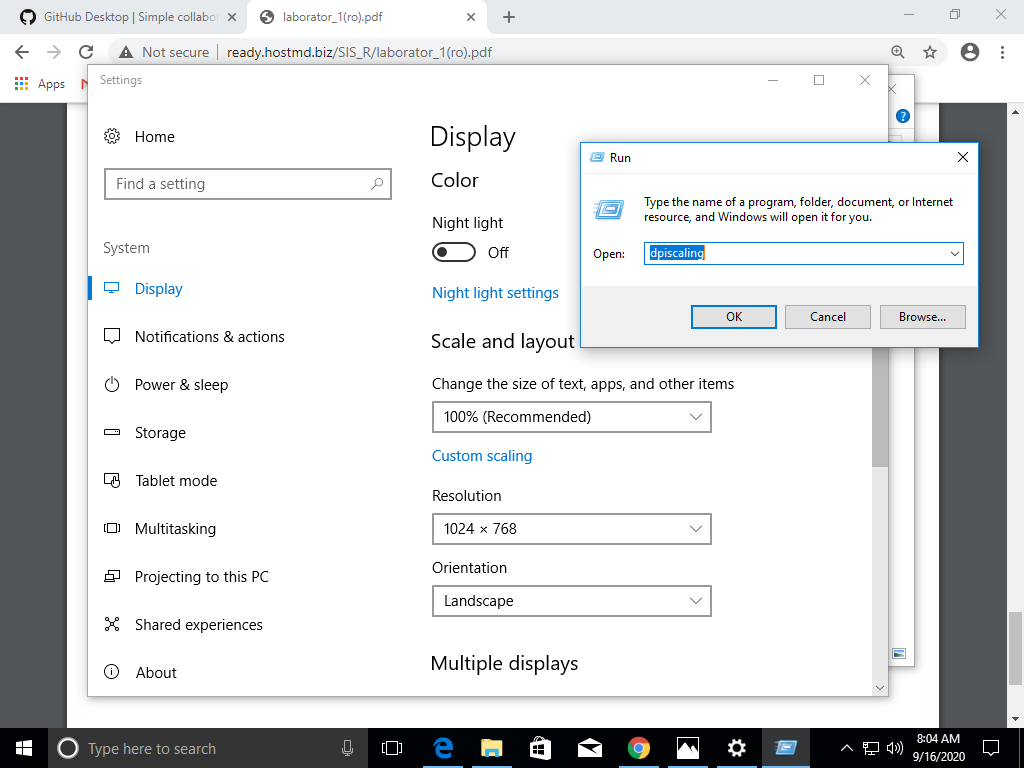 GitHub Desktop | Simple collabor
laborator_1(ro).pdf
Not secure
ready.hostmd.biz/SIS_R/laborator_1(ro).pdf
Apps
Settings
Home
Find a setting
System
Display
Notifications & actions
Power & sleep
Storage
Tablet mode
Multitasking
Projecting to this PC
Shared experiences
About
Display
Color
Night light
Off
Night light settings
Scale and layout
Change the size of text, apps, and other items
100% (Recommended)
Custom scaling
Resolution
1024 × 768
Orientation
Landscape
Multiple displays
Run
Type the name of a program, folder, document, or Internet
resource, and Windows will open it for you.
Open:
dpiscaling
OK
Cancel
Browse...
Type here to search
8:04 AM
9/16/2020